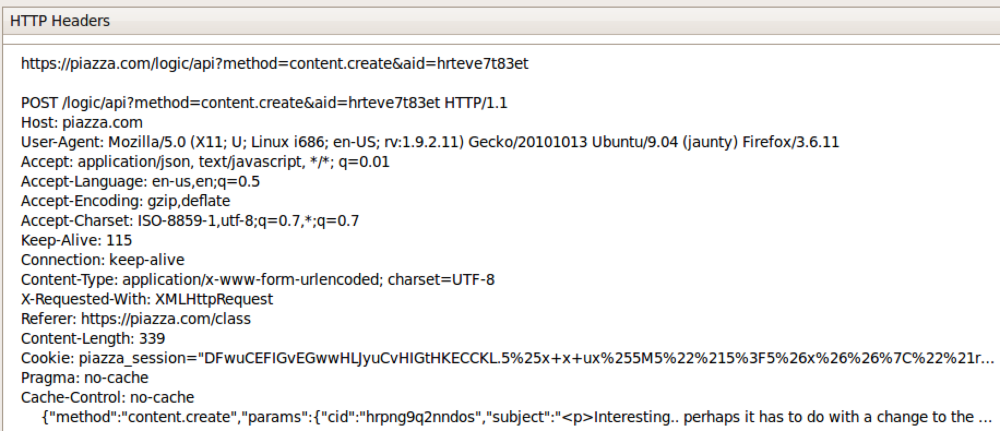 HTTP Headers
https://piazza.com/logic/api?method=content.create&aid=hrteve7t83et
POST /logic/api?method=content.create&aid=hrteve7t83et HTTP/1.1
Host: piazza.com
User-Agent: Mozilla/5.0 (X11; U; Linux i686; en-US; rv:1.9.2.11) Gecko/20101013 Ubuntu/9.04 (jaunty) Firefox/3.6.11
Accept: application/json, text/javascript, */*; q=0.01
Accept-Language: en-us,en;q=0.5
Accept-Encoding: gzip,deflate
Accept-Charset: ISO-8859-1,utf-8;q=0.7,*;q=0.7
Keep-Alive: 115
Connection: keep-alive
Content-Type: application/x-www-form-urlencoded; charset=UTF-8
X-Requested-With: XMLHttpRequest
Referer: https://piazza.com/class
Content-Length: 339
Cookie: piazza_session="DFwuCEFIGvEGwwHLJyuCvHIGtHKECCKL.5%25x+x+ux%255M5%22%215%3F5%26x%26%26%7C%22%21r...
Pragma: no-cache
Cache-Control: no-cache
{"method":"content.create","params":{"cid":"hrpng9q2nndos","subject":"<p>Interesting.. perhaps it has to do with a change to the ...